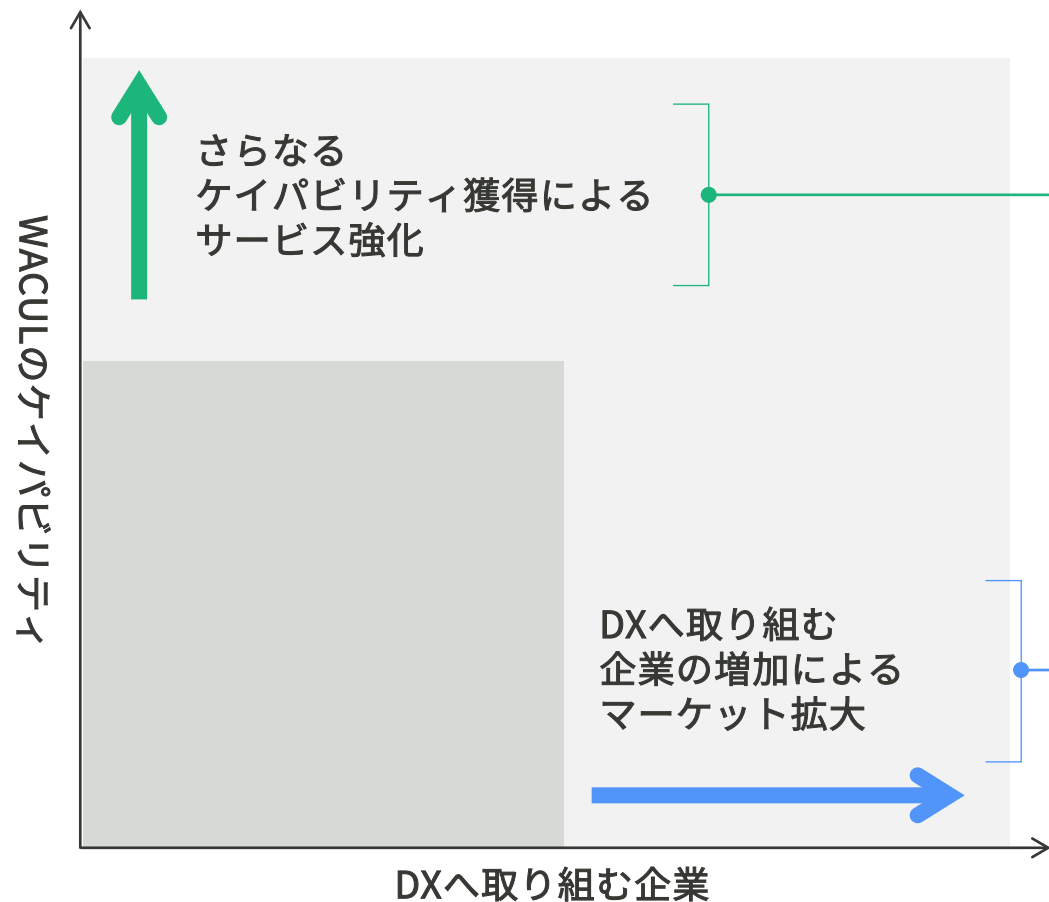 さらなる
ケイパビリティ獲得による
サービス強化
WACULのケイパビリティ
DXへ取り組む
企業の増加による
マーケット拡大
DXへ取り組む企業